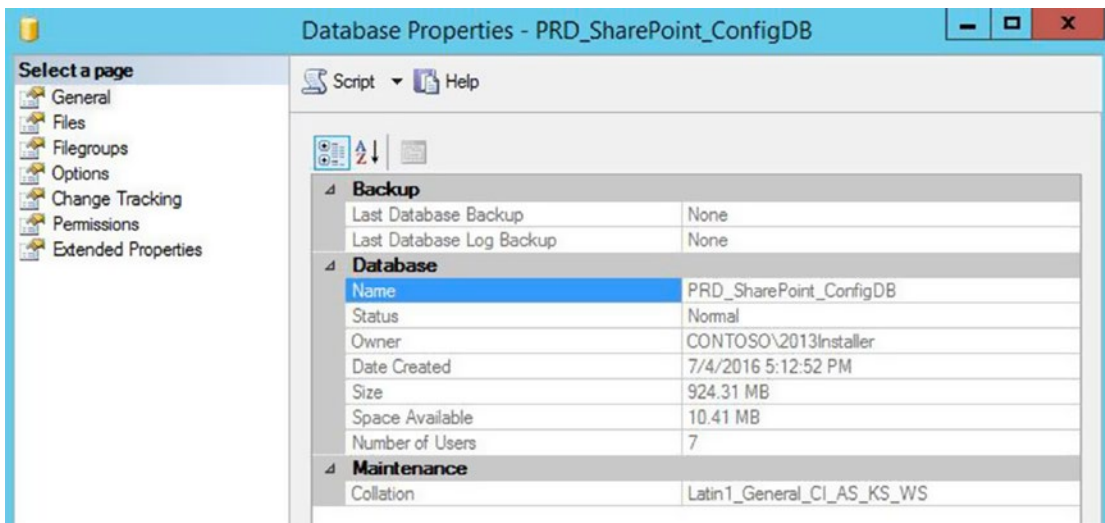 Database Properties - PRD_SharePoint_ConfigDB
Select a page
General
Files
Filegroups
Options
Change Tracking
Permissions
Extended Properties
Script
Help
Backup
Last Database Backup None
Last Database Log Backup None
Database
Name PRD_SharePoint_ConfigDB
Status Normal
Owner CONTOSO\2013Installer
Date Created 7/4/2016 5:12:52 PM
Size 924.31 MB
Space Available 10.41 MB
Number of Users 7
Maintenance
Collation Latin1_General_CI_AS_KS_WS